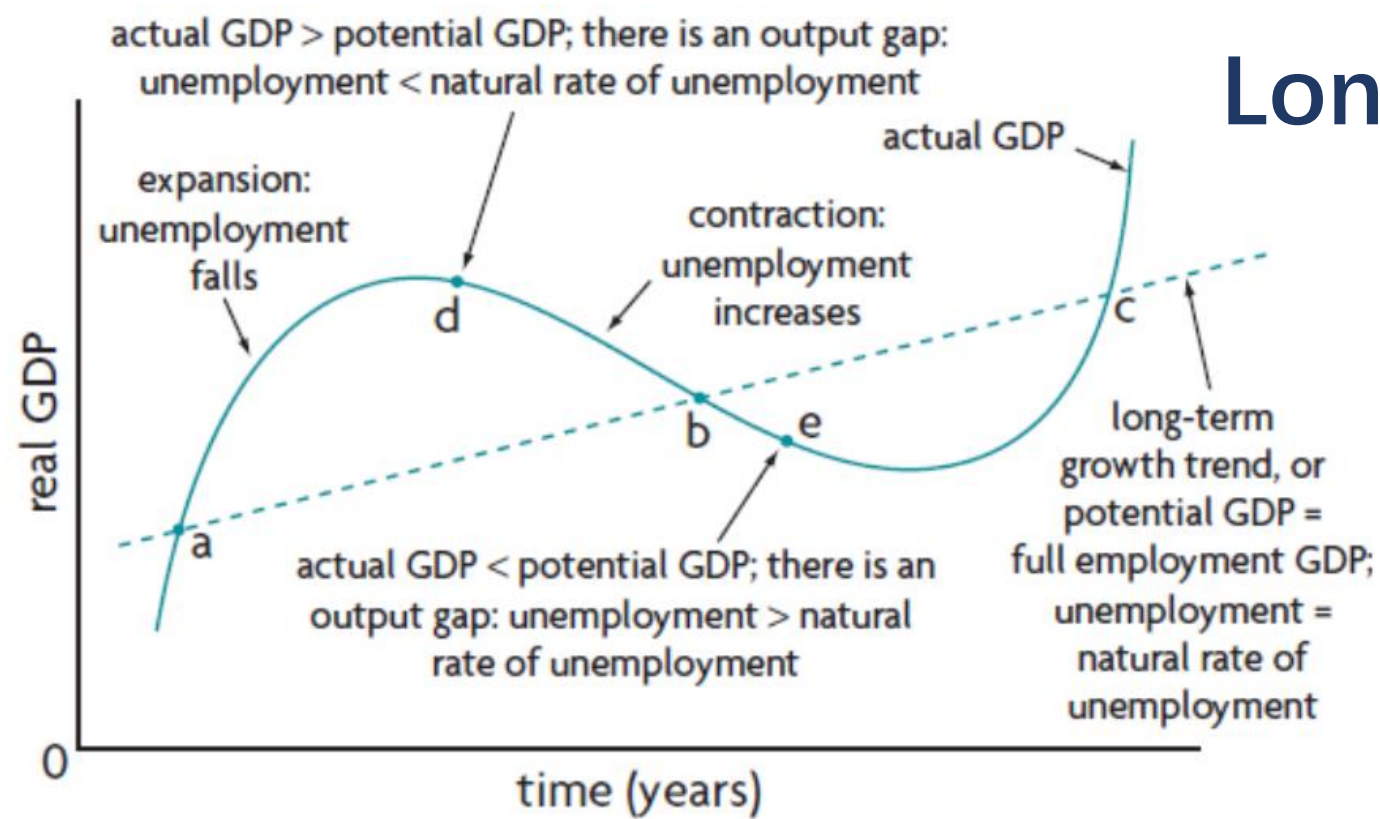 actual GDP > potential GDP; there is an output gap:
unemployment < natural rate of unemployment
Lon
actual GDP
expansion:
unemployment
falls
contraction:
unemployment
increases
d
c
b
e
a
long-term
growth trend, or
potential GDP =
full employment GDP;
unemployment =
natural rate of
unemployment
actual GDP < potential GDP; there is an
output gap: unemployment > natural
rate of unemployment
real GDP
0
time (years)